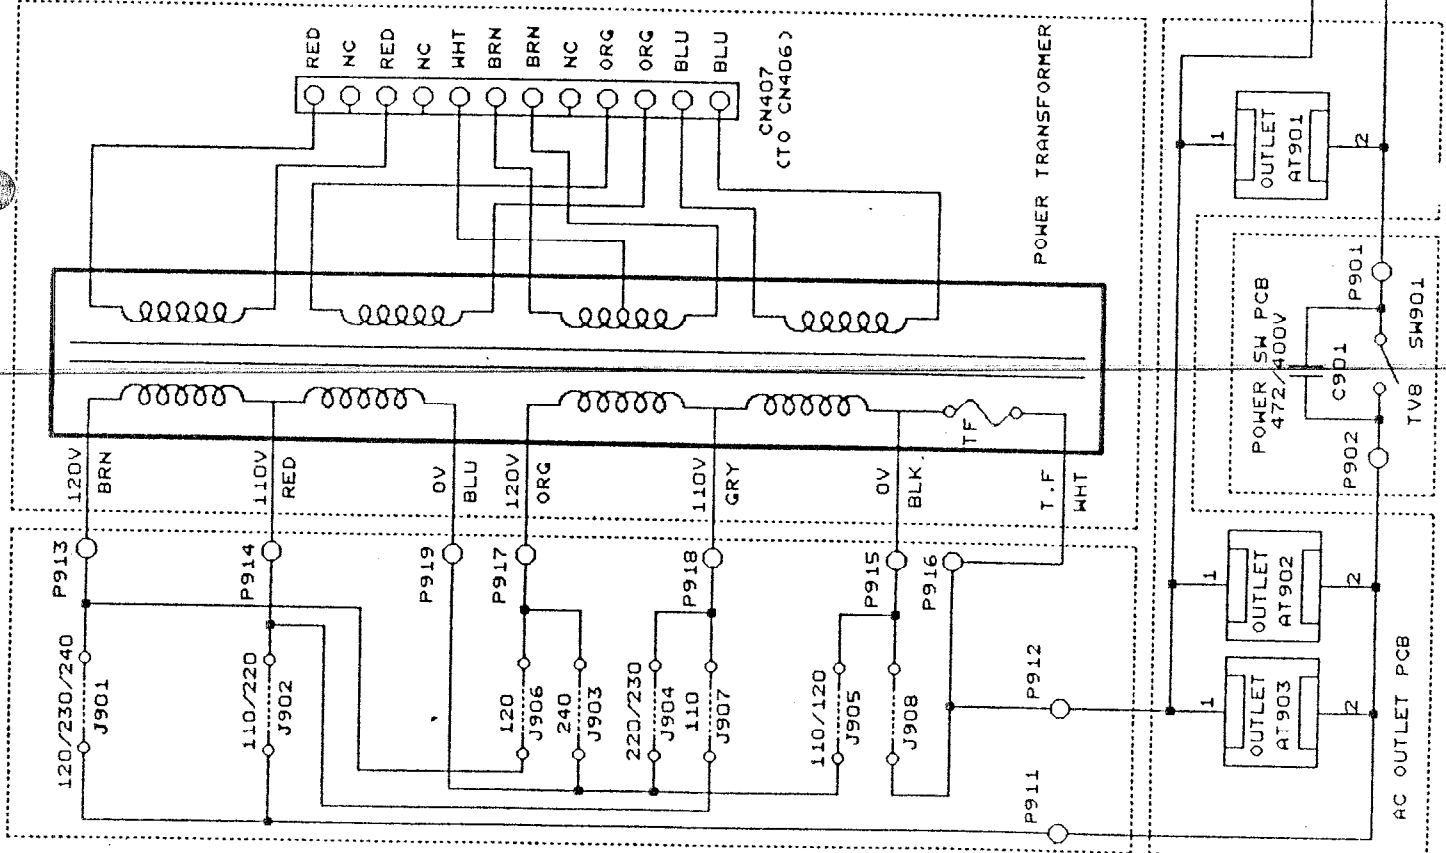 RED
NC
RED
NC
WHT
BRN
BRN
NC
ORG
ORG
BLU
BLU
CN407
(TO CN406)
POWER TRANSFORMER
120V
BRN
110V
RED
0V
BLU
120V
ORG
110V
GRY
0V
BLK.
TF
T.F
WHT
P913
P914
P919
P917
P918
P915
P916
120/230/240
J901
110/220
J902
120
J906
240
J903
220/230
J904
110
J907
110/120
J905
J908
P912
P911
1
OUTLET
AT901
2
POWER SW PCB
472/400V
C901
P901
P902
TV8 SW901
1
OUTLET
AT902
2
1
OUTLET
AT903
2
AC OUTLET PCB